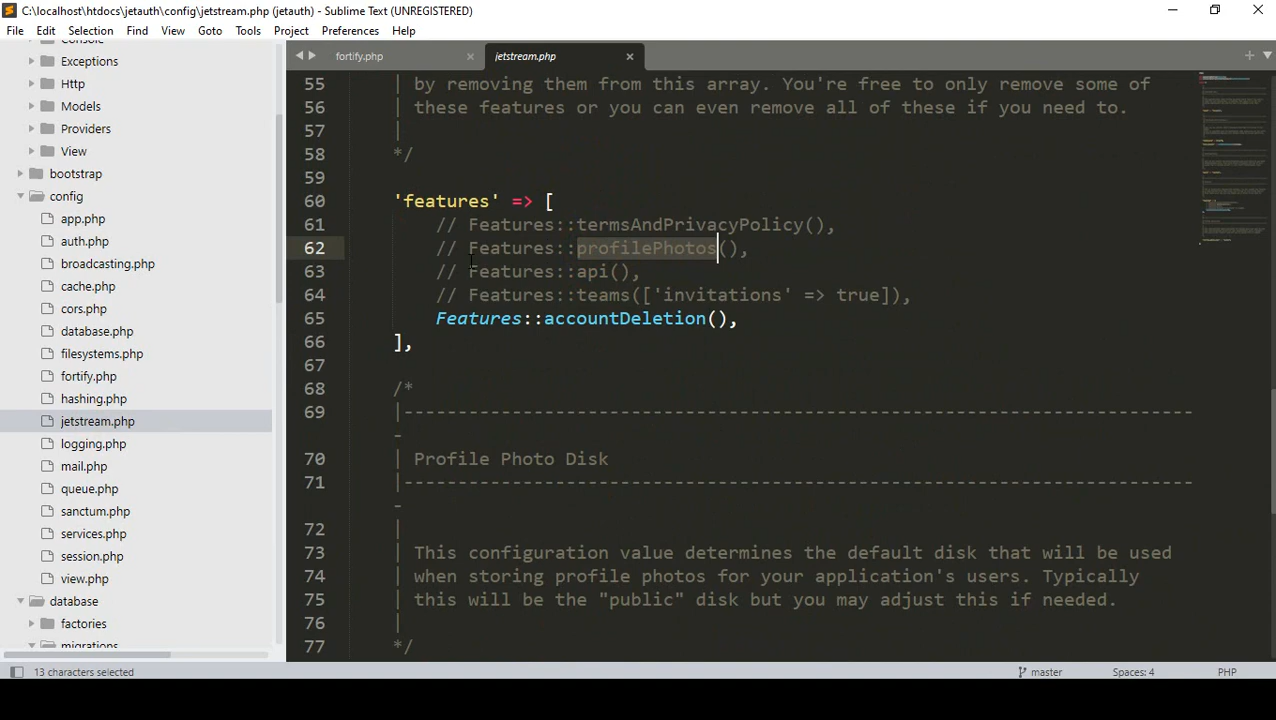 C:\localhost\htdocs\jetauth\config\jetstream.php (jetauth) - Sublime Text (UNREGISTERED)
File Edit Selection Find View Goto Tools Project Preferences Help
Console
Exceptions
Http
Models
Providers
View
bootstrap
config
app.php
auth.php
broadcasting.php
cache.php
cors.php
database.php
filesystems.php
fortify.php
hashing.php
jetstream.php
logging.php
mail.php
queue.php
sanctum.php
services.php
session.php
view.php
database
factories
migrations
fortify.php jetstream.php
55 | by removing them from this array. You're free to only remove some of
56 | these features or you can even remove all of these if you need to.
57 |
58 */
59
60 'features' => [
61 // Features::termsAndPrivacyPolicy(),
62 // Features::profilePhotos(),
63 // Features::api(),
64 // Features::teams(['invitations' => true]),
65 Features::accountDeletion(),
66 ],
67
68 /*
69 |-------------------------------------------------------------------------
-
70 | Profile Photo Disk
71 |-------------------------------------------------------------------------
-
72 |
73 | This configuration value determines the default disk that will be used
74 | when storing profile photos for your application's users. Typically
75 | this will be the "public" disk but you may adjust this if needed.
76 |
77 */
13 characters selected master Spaces: 4 PHP